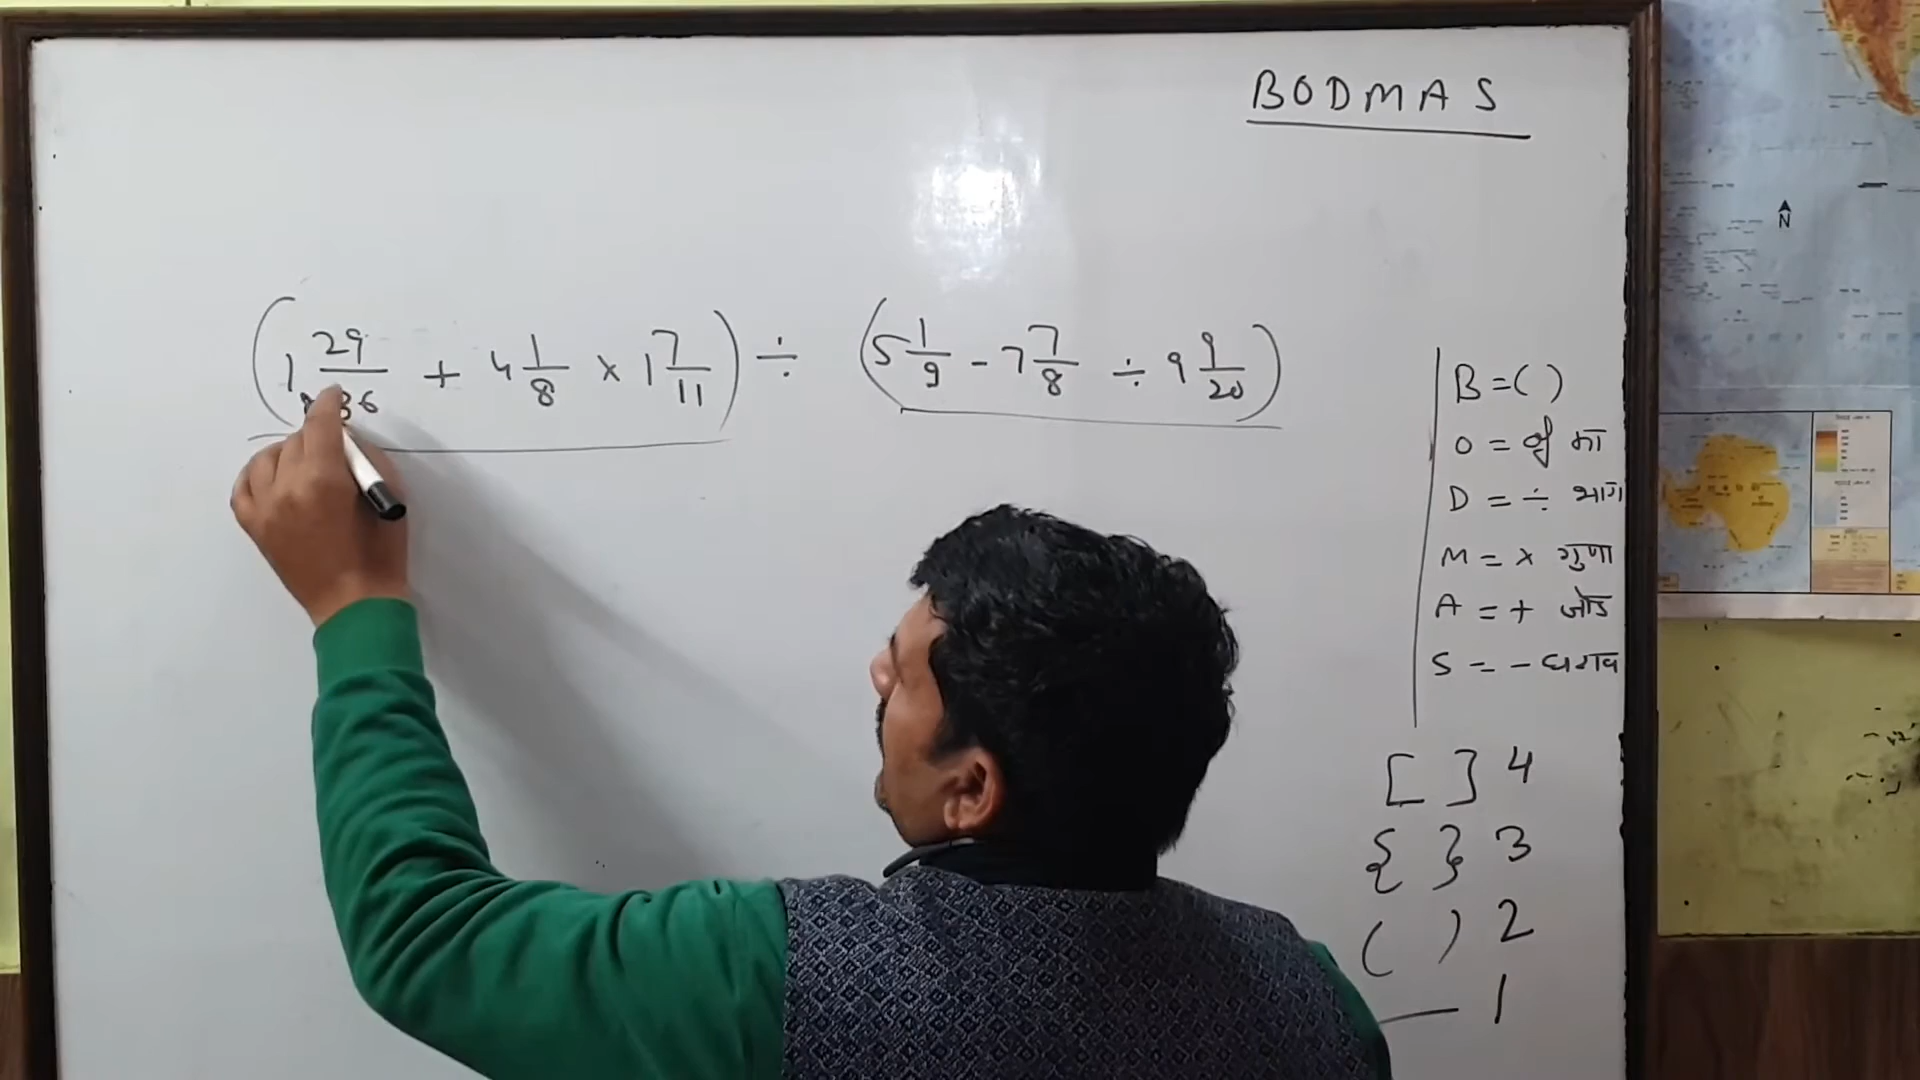 BODMAS
(1 29/36 + 4 1/8 × 1 7/11) ÷ (5 1/9 - 7 7/8 ÷ 9 9/20)
B = ( )
O = of का
D = ÷ भाग
M = × गुणा
A = + जोड
S = - घटाव
[ ] 4
{ } 3
( ) 2
— 1
N